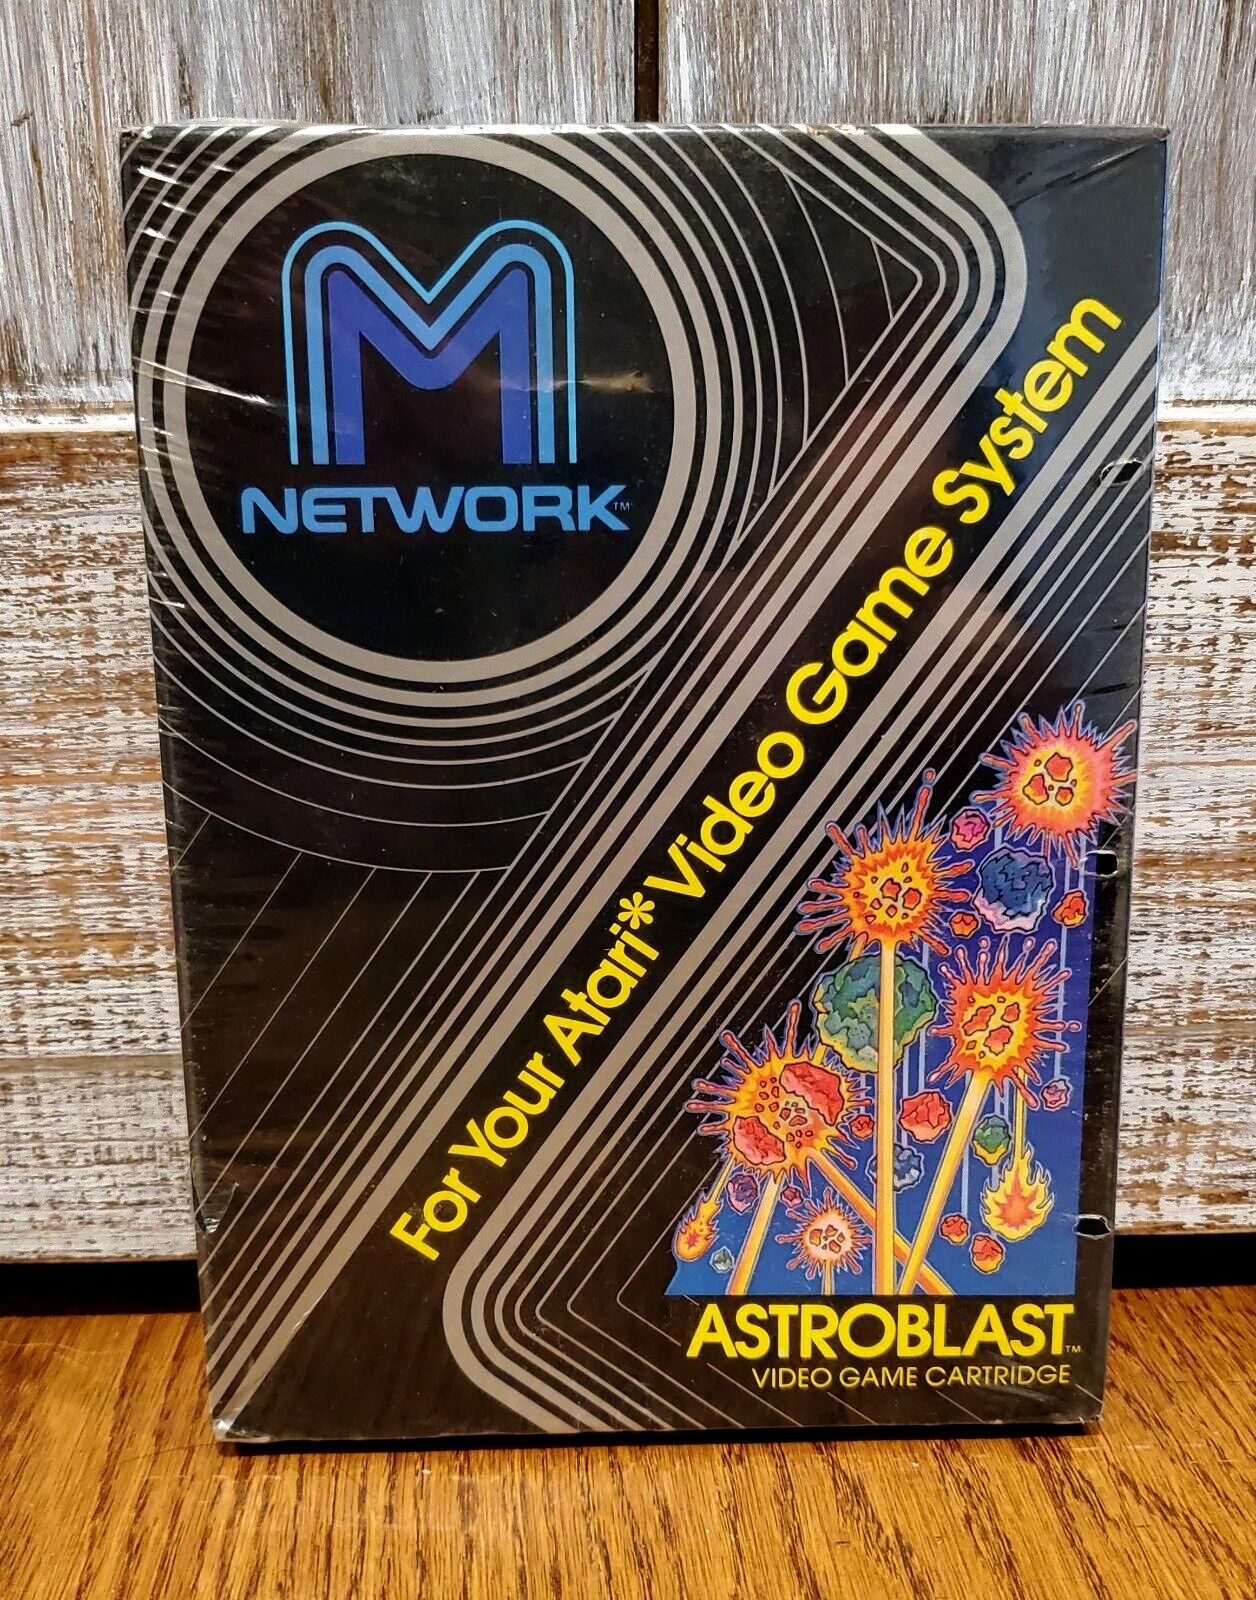 M
NETWORK™
For Your Atari* Video Game System
ASTROBLAST™
VIDEO GAME CARTRIDGE